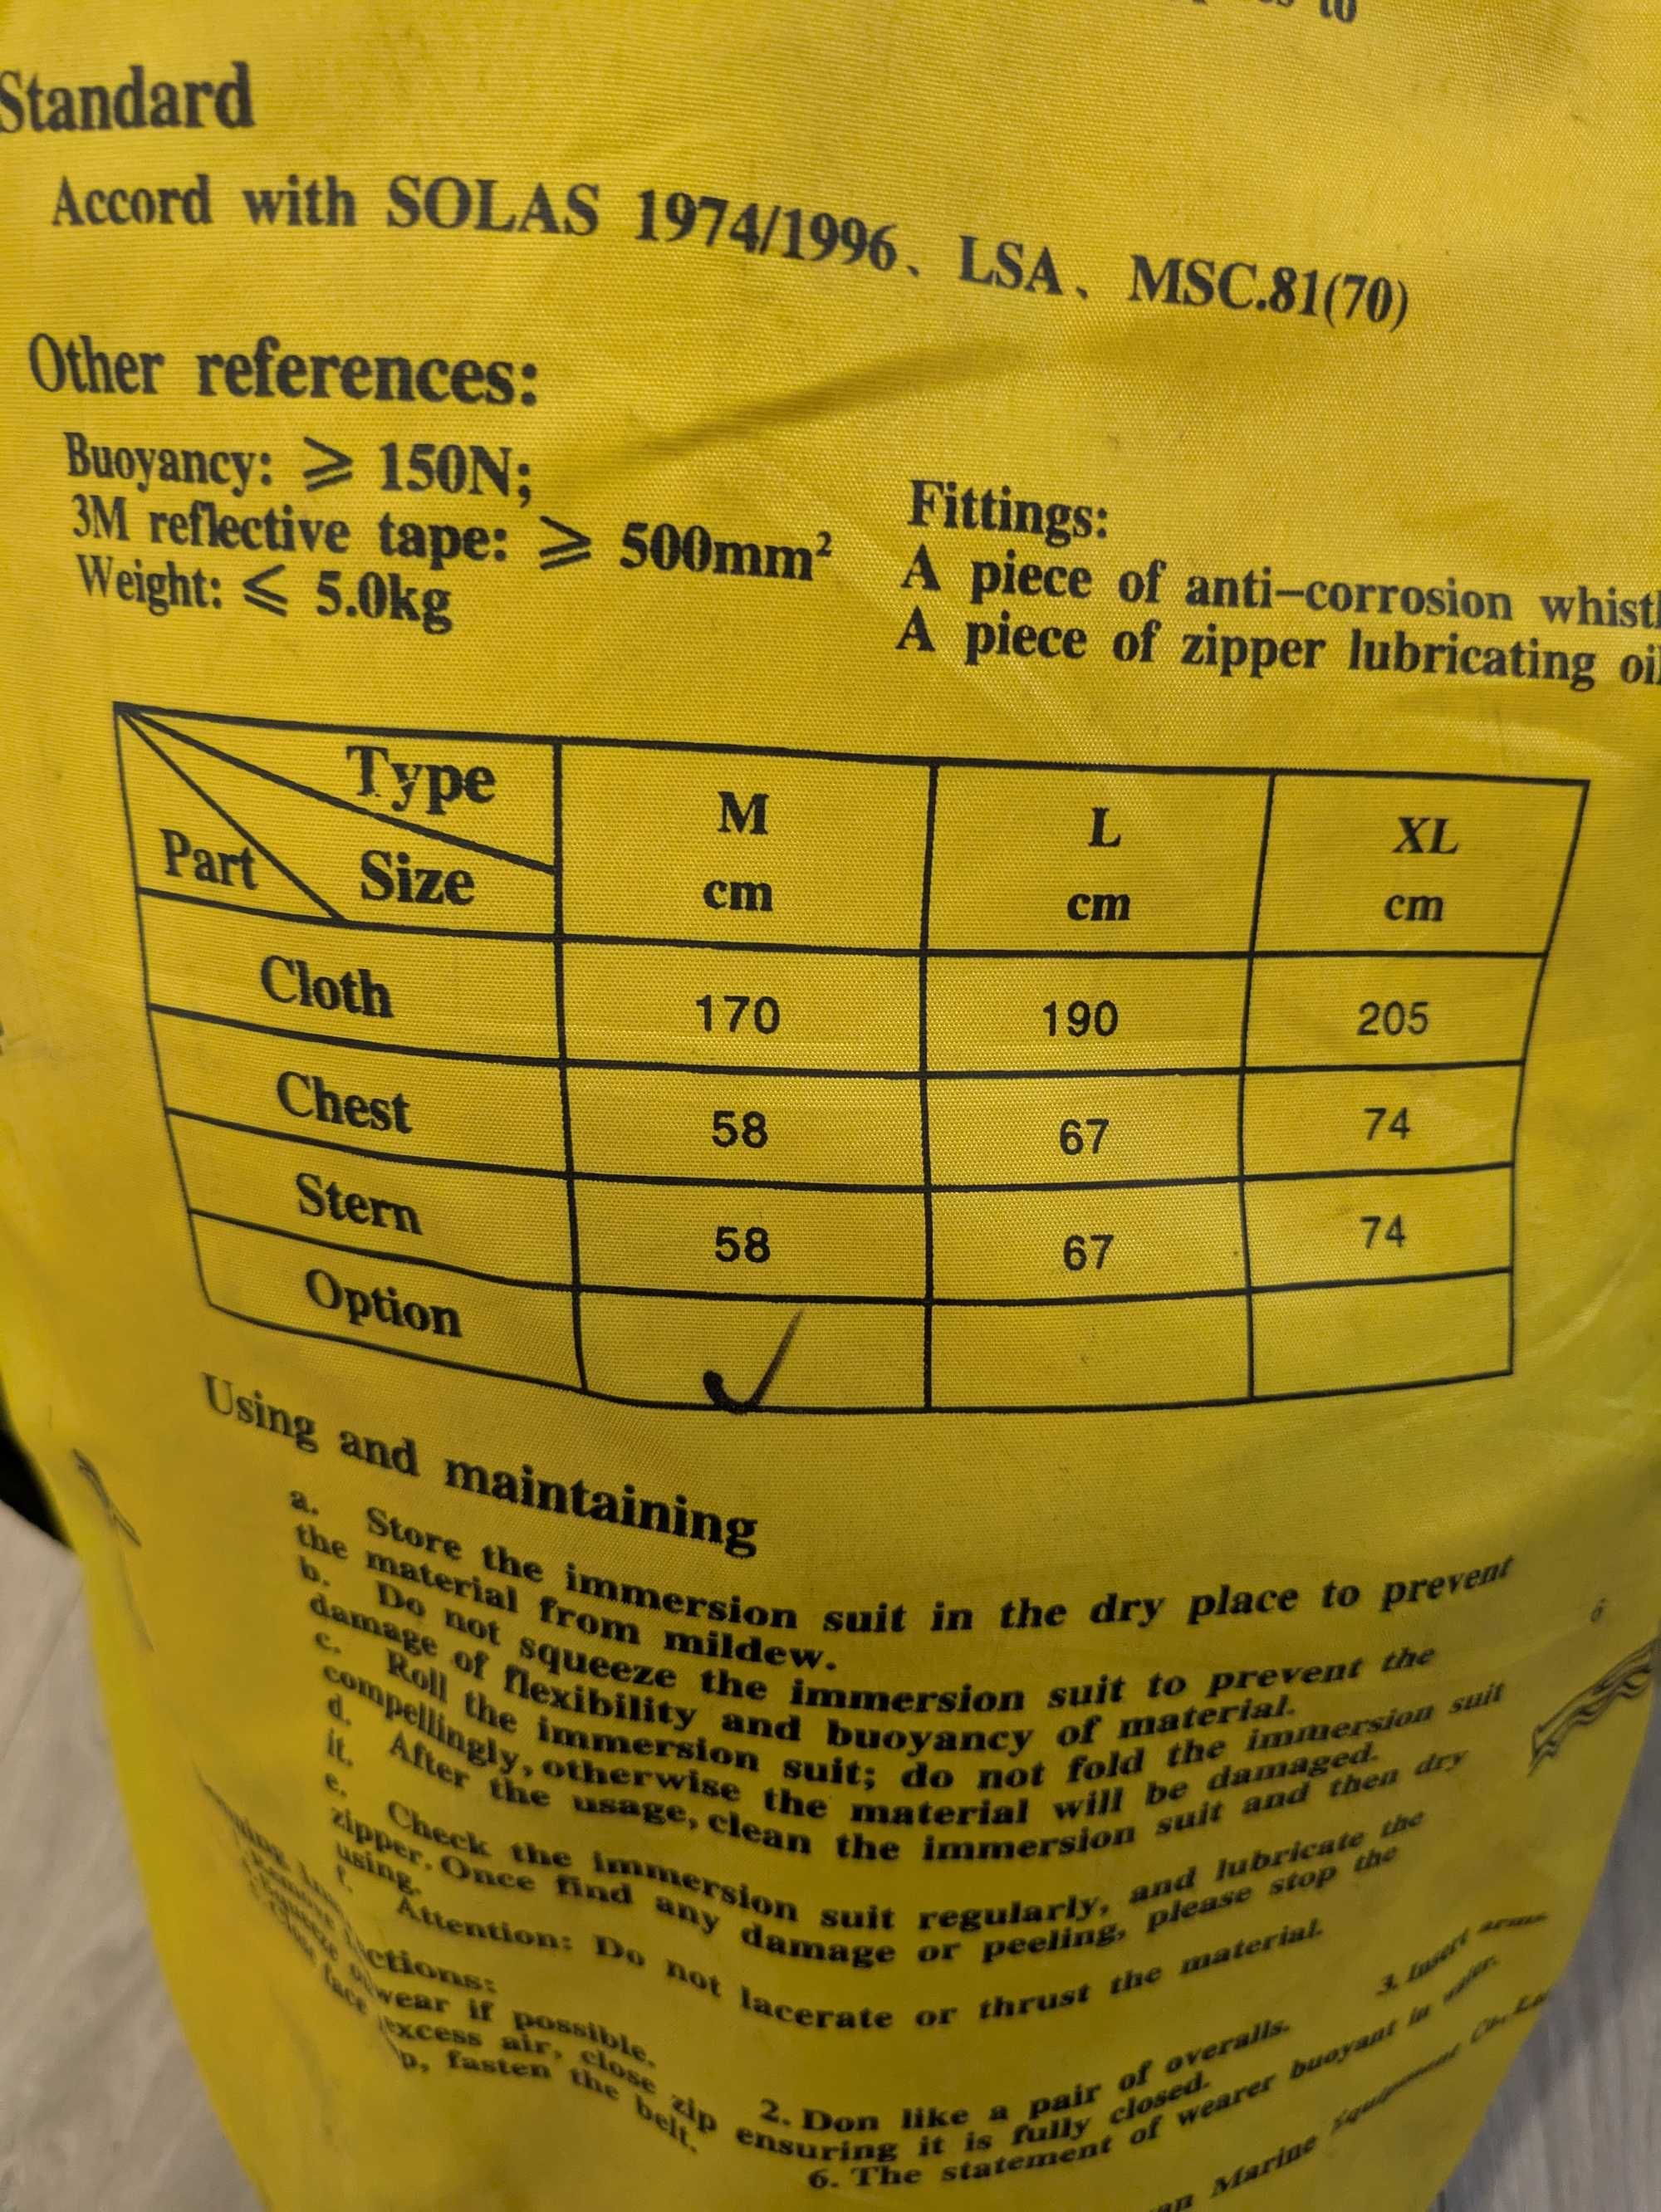 to
Standard
Accord with SOLAS 1974/1996、LSA、MSC.81(70)
Other references:
Buoyancy: ⩾ 150N;
3M reflective tape: ⩾ 500mm²
Weight: ⩽ 5.0kg
Fittings:
A piece of anti-corrosion whistl
A piece of zipper lubricating oil
Type
Part Size
M cm L cm XL cm
Cloth 170 190 205
Chest 58 67 74
Stern 58 67 74
Option ✓
Using and maintaining
a. Store the immersion suit in the dry place to prevent
the material from mildew.
b. Do not squeeze the immersion suit to prevent the
damage of flexibility and buoyancy of material.
c. Roll the immersion suit; do not fold the immersion suit
compellingly, otherwise the material will be damaged.
d. After the usage, clean the immersion suit and then dry
it.
e. Check the immersion suit regularly, and lubricate the
zipper. Once find any damage or peeling, please stop the
using.
f. Attention: Do not lacerate or thrust the material.
ctions:
wear if possible. 2. Don like a pair of overalls. 3. Insert arms
Squeeze excess air, close zip ensuring it is fully closed.
face p, fasten the belt. 6. The statement of wearer buoyant in water.
Marine Equipment Co.